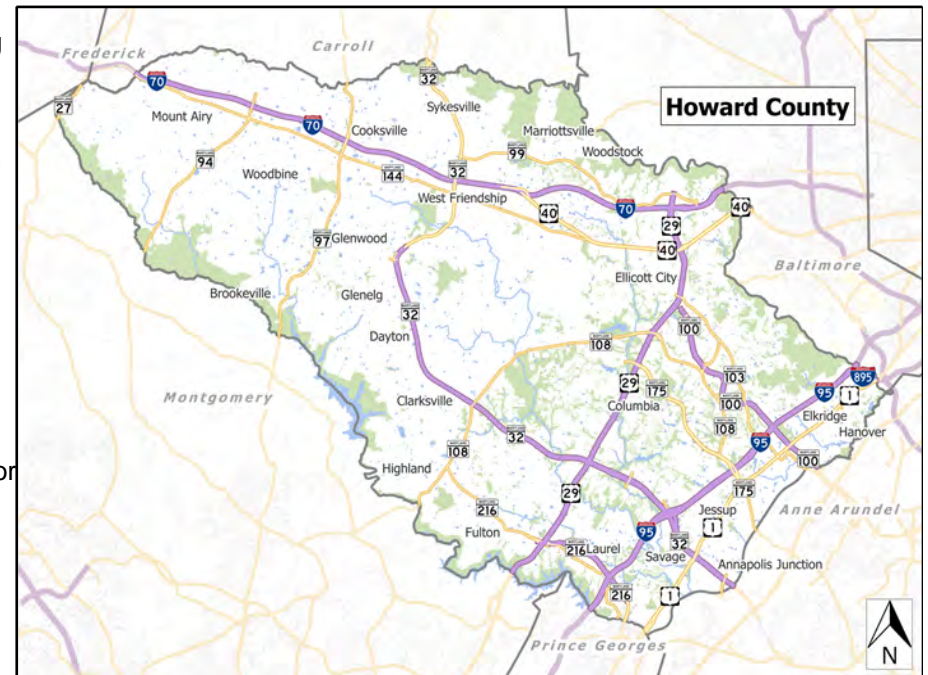 Frederick
Carroll
32
70
27
Sykesville
Howard County
Mount Airy
70
Cooksville
Marriottsville
99
Woodstock
94
Woodbine
144
32
West Friendship
40
70
29
40
97
Glenwood
40
Ellicott City
Baltimore
Brookeville
Glenelg
32
Dayton
100
108
Montgomery
29
175
103
95
895
1
Clarksville
Columbia
100
Elkridge
108
Hanover
32
95
108
100
Highland
29
175
Anne Arundel
216
Jessup
Fulton
95
1
216
Laurel
Savage
32
Annapolis Junction
216
1
Prince Georges
N
or